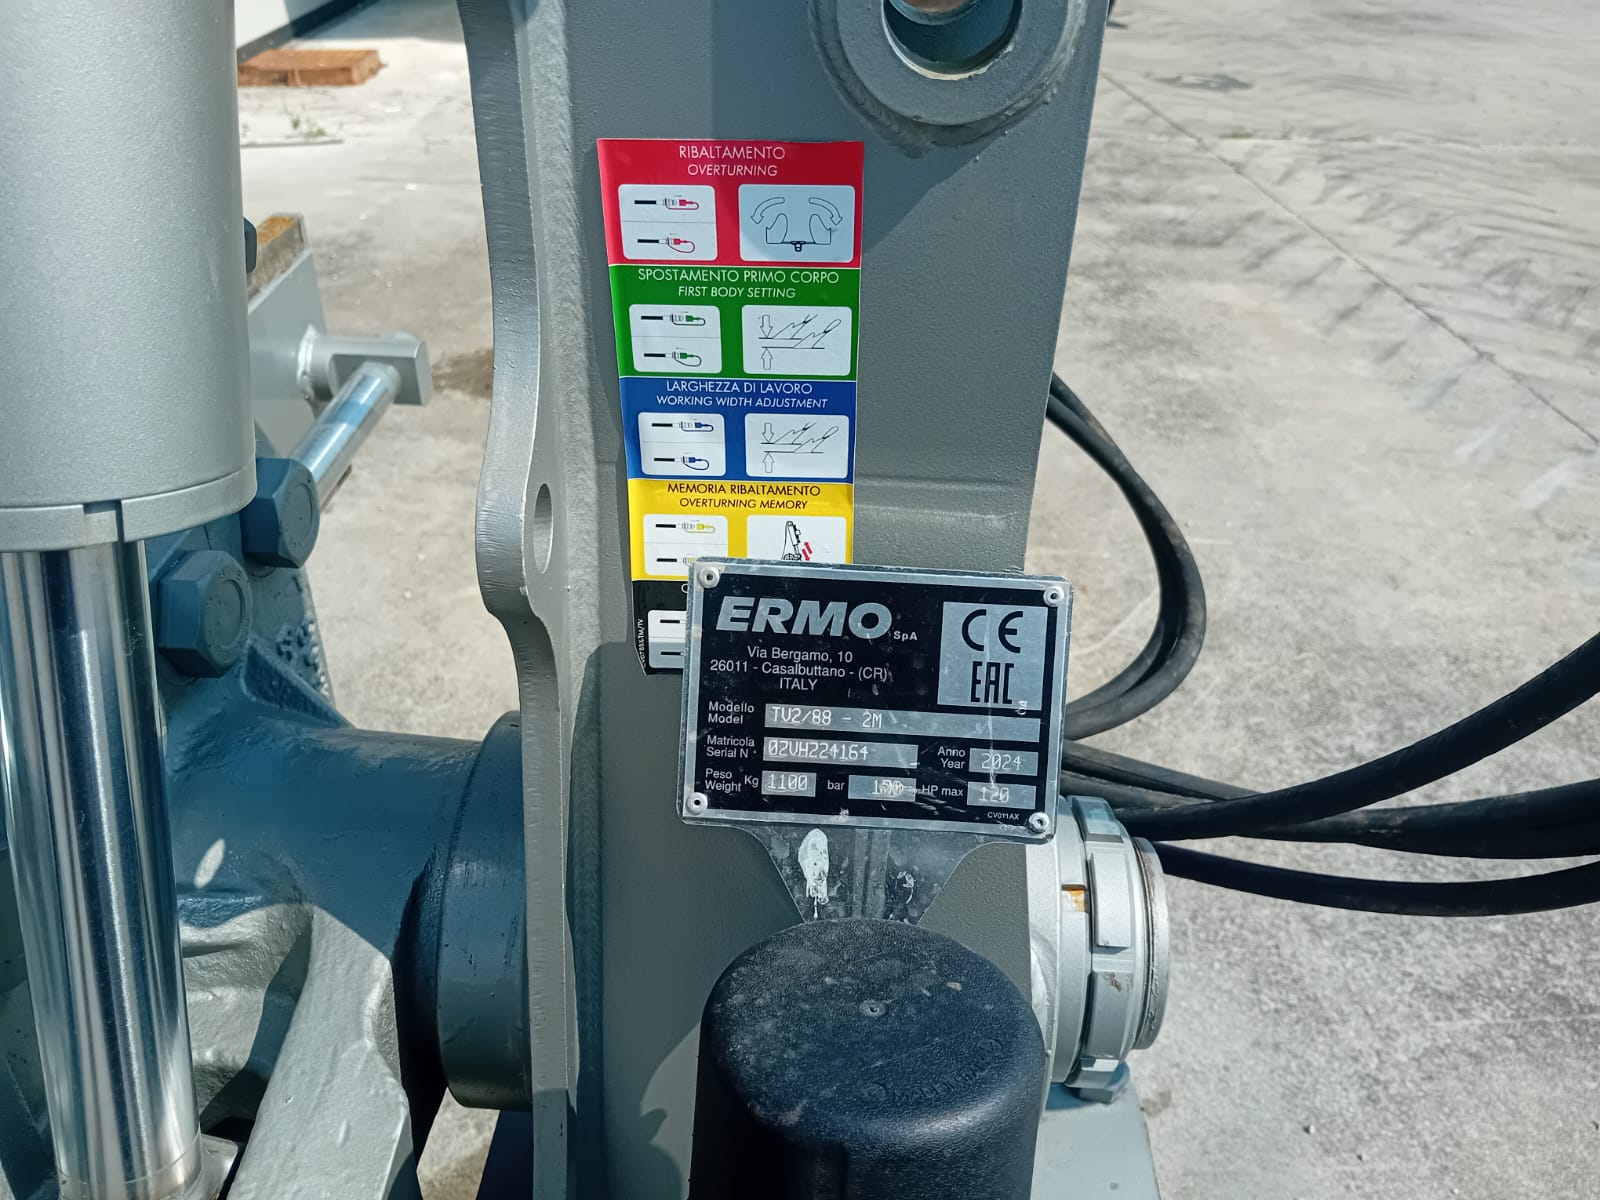 RIBALTAMENTO
OVERTURNING
SPOSTAMENTO PRIMO CORPO
FIRST BODY SETTING
LARGHEZZA DI LAVORO
WORKING WIDTH ADJUSTMENT
MEMORIA RIBALTAMENTO
OVERTURNING MEMORY
ERMO SpA
Via Bergamo, 10
26011 - Casalbuttano - (CR)
ITALY
CE
EAC
Modello
Model
TV2/88 - 2M
Matricola
Serial N°
02VH224164
Anno
Year
2024
Peso
Weight
Kg 1100 bar HP max 120
CV011AX